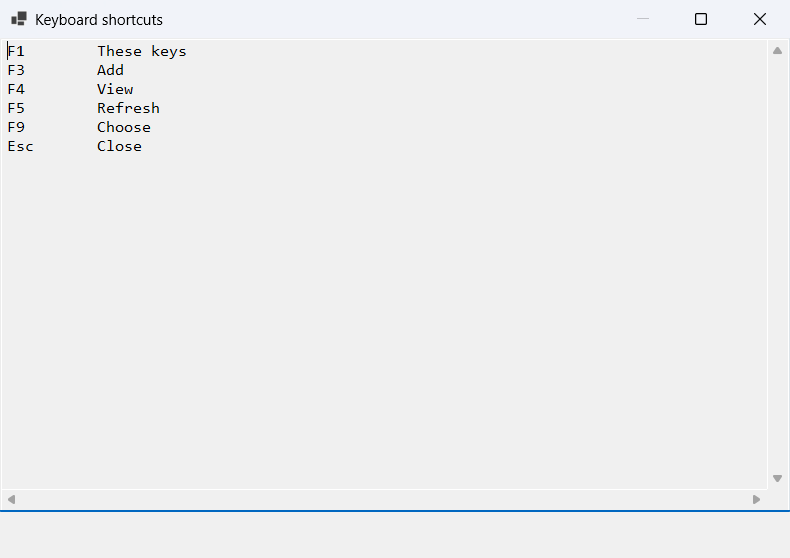 Keyboard shortcuts
F1 These keys
F3 Add
F4 View
F5 Refresh
F9 Choose
Esc Close